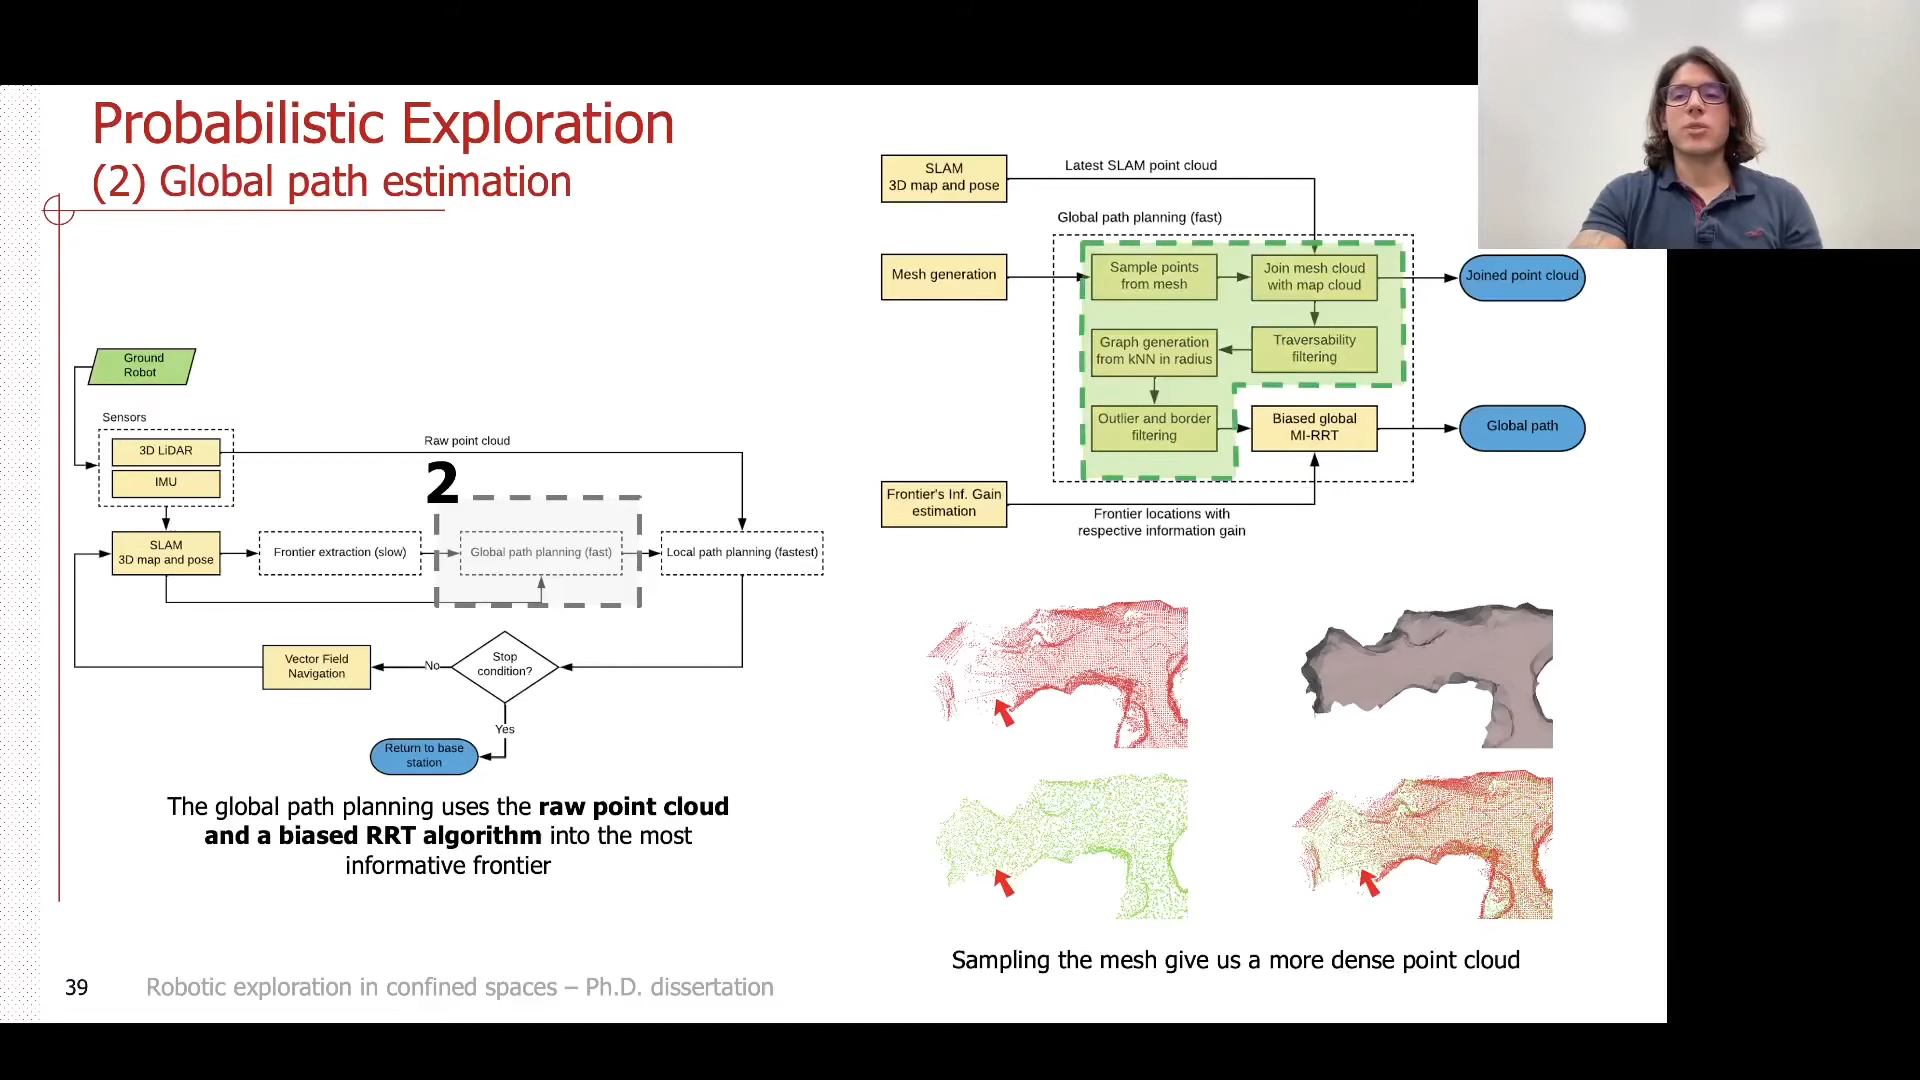 Probabilistic Exploration
(2) Global path estimation
Ground
Robot
Sensors
3D LiDAR
IMU
Raw point cloud
2
SLAM
3D map and pose
Frontier extraction (slow)
Global path planning (fast)
Local path planning (fastest)
Vector Field
Navigation
No
Stop
condition?
Yes
Return to base
station
The global path planning uses the raw point cloud
and a biased RRT algorithm into the most
informative frontier
SLAM
3D map and pose
Latest SLAM point cloud
Global path planning (fast)
Mesh generation
Sample points
from mesh
Join mesh cloud
with map cloud
Joined point cloud
Graph generation
from kNN in radius
Traversability
filtering
Outlier and border
filtering
Biased global
MI-RRT
Global path
Frontier's Inf. Gain
estimation
Frontier locations with
respective information gain
Sampling the mesh give us a more dense point cloud
39
Robotic exploration in confined spaces – Ph.D. dissertation